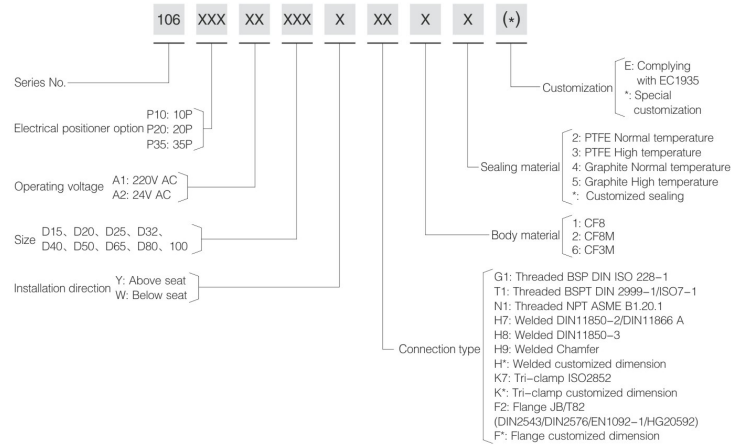 106 XXX XX XXX X XX X X (*)
Series No.
Electrical positioner option
P10: 10P
P20: 20P
P35: 35P
Operating voltage
A1: 220V AC
A2: 24V AC
Size
D15、D20、D25、D32、
D40、D50、D65、D80、100
Installation direction
Y: Above seat
W: Below seat
Customization
E: Complying
with EC1935
*: Special
customization
Sealing material
2: PTFE Normal temperature
3: PTFE High temperature
4: Graphite Normal temperature
5: Graphite High temperature
*: Customized sealing
Body material
1: CF8
2: CF8M
6: CF3M
Connection type
G1: Threaded BSP DIN ISO 228-1
T1: Threaded BSPT DIN 2999-1/ISO7-1
N1: Threaded NPT ASME B1.20.1
H7: Welded DIN11850-2/DIN11866 A
H8: Welded DIN11850-3
H9: Welded Chamfer
H*: Welded customized dimension
K7: Tri-clamp ISO2852
K*: Tri-clamp customized dimension
F2: Flange JB/T82
(DIN2543/DIN2576/EN1092-1/HG20592)
F*: Flange customized dimension